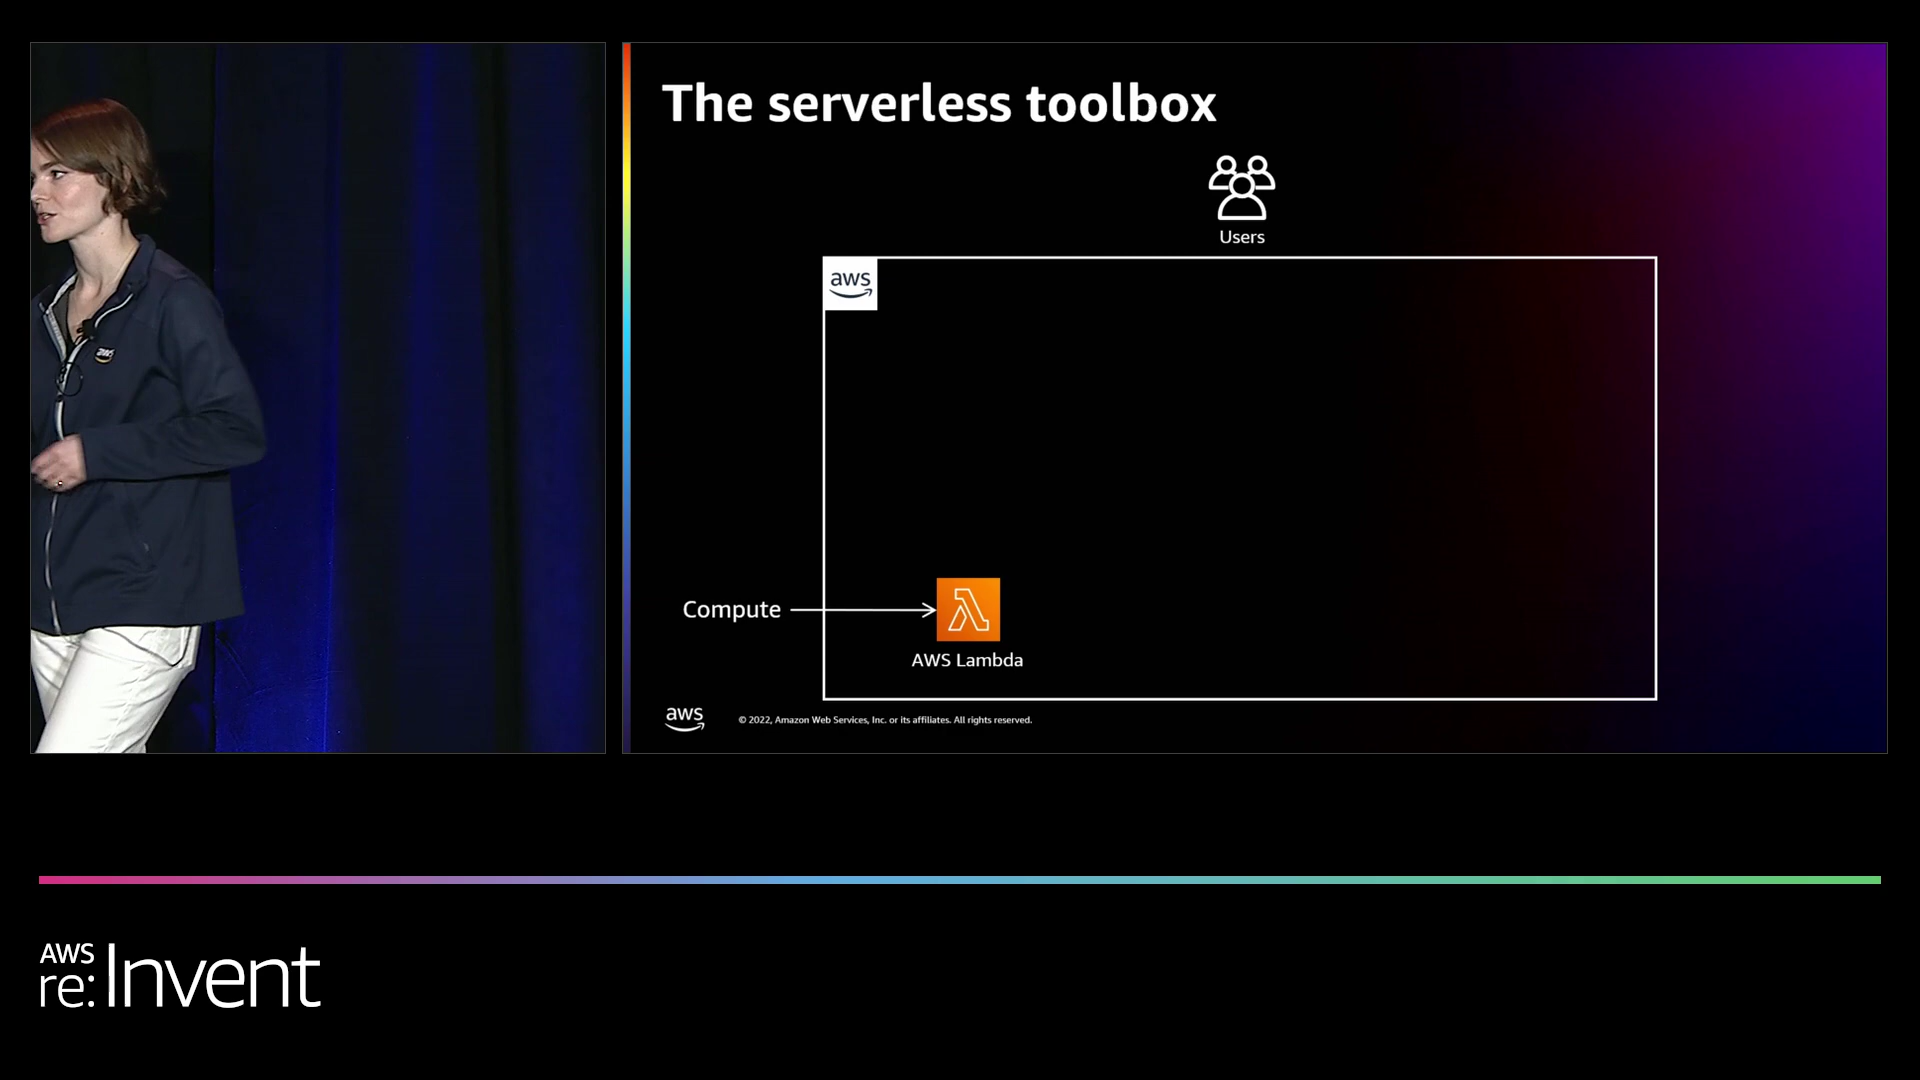 The serverless toolbox
Users
aws
Compute
AWS Lambda
aws
© 2022, Amazon Web Services, Inc. or its affiliates. All rights reserved.
aws
AWS
re:Invent